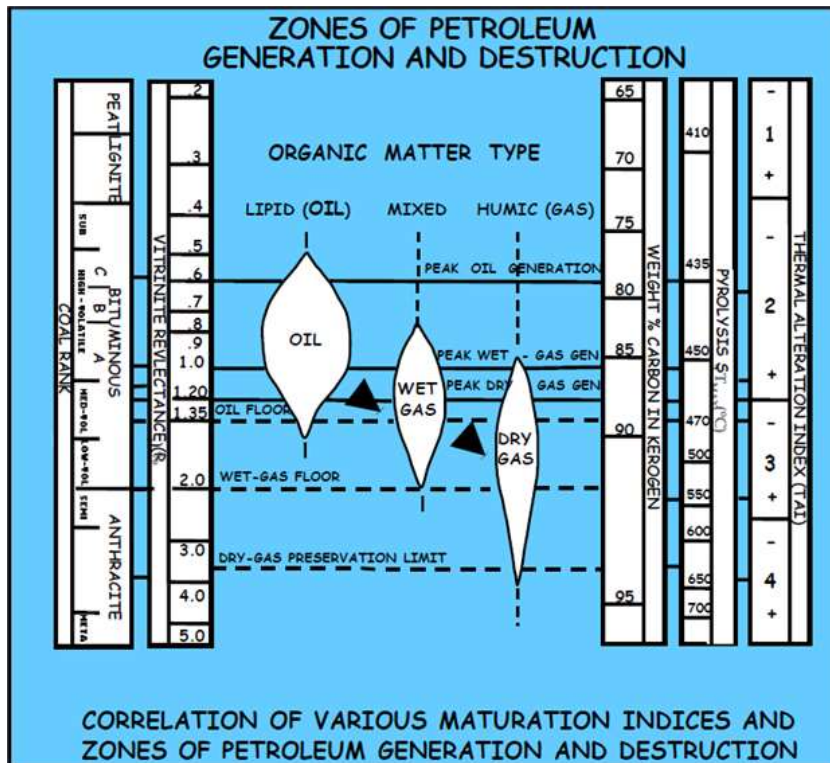 ZONES OF PETROLEUM
GENERATION AND DESTRUCTION
COAL RANK
PEAT
LIGNITE
BITUMINOUS
ANTHRACITE
SUB
HIGH-VOLATILE
C
B
A
MED-VOL
LOW-VOL
SEMI
META
VITRINITE REVLECTANCE)(Ro
.2
.3
.4
.5
.6
.7
.8
.9
1.0
1.20
1.35
2.0
3.0
4.0
5.0
ORGANIC MATTER TYPE
LIPID (OIL) MIXED HUMIC (GAS)
PEAK OIL GENERATION
OIL
PEAK WET - GAS GEN
WET
GAS
PEAK DRY GAS GEN
OIL FLOOR
DRY
GAS
WET-GAS FLOOR
DRY-GAS PRESERVATION LIMIT
WEIGHT % CARBON IN KEROGEN
65
70
75
80
85
90
95
410
435
450
470
500
550
600
650
700
THERMAL ALTERATION INDEX (TAI)
-
1
+
-
2
+
-
3
+
-
4
+
PYROLYSIS
(°C)
CORRELATION OF VARIOUS MATURATION INDICES AND
ZONES OF PETROLEUM GENERATION AND DESTRUCTION